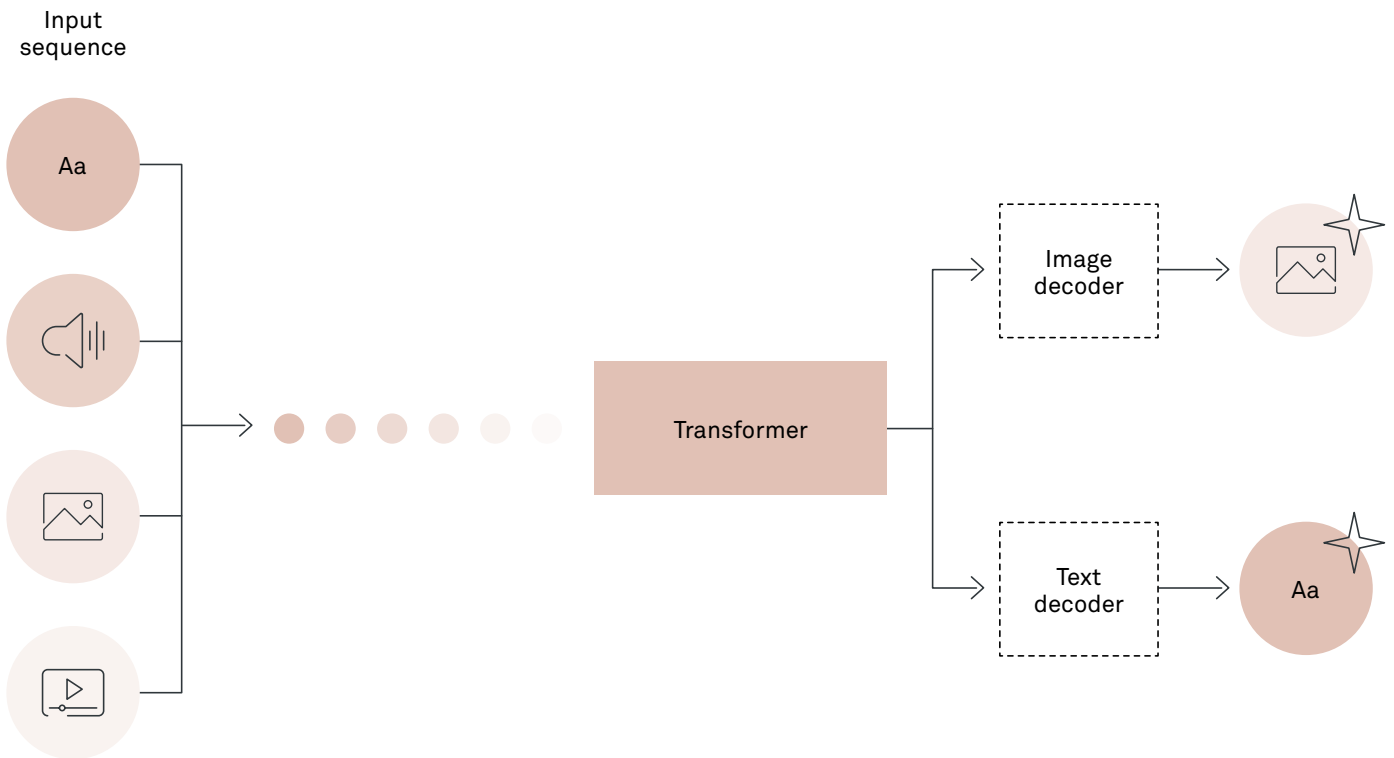 Input
sequence
Aa
Transformer
Image
decoder
Text
decoder
Aa